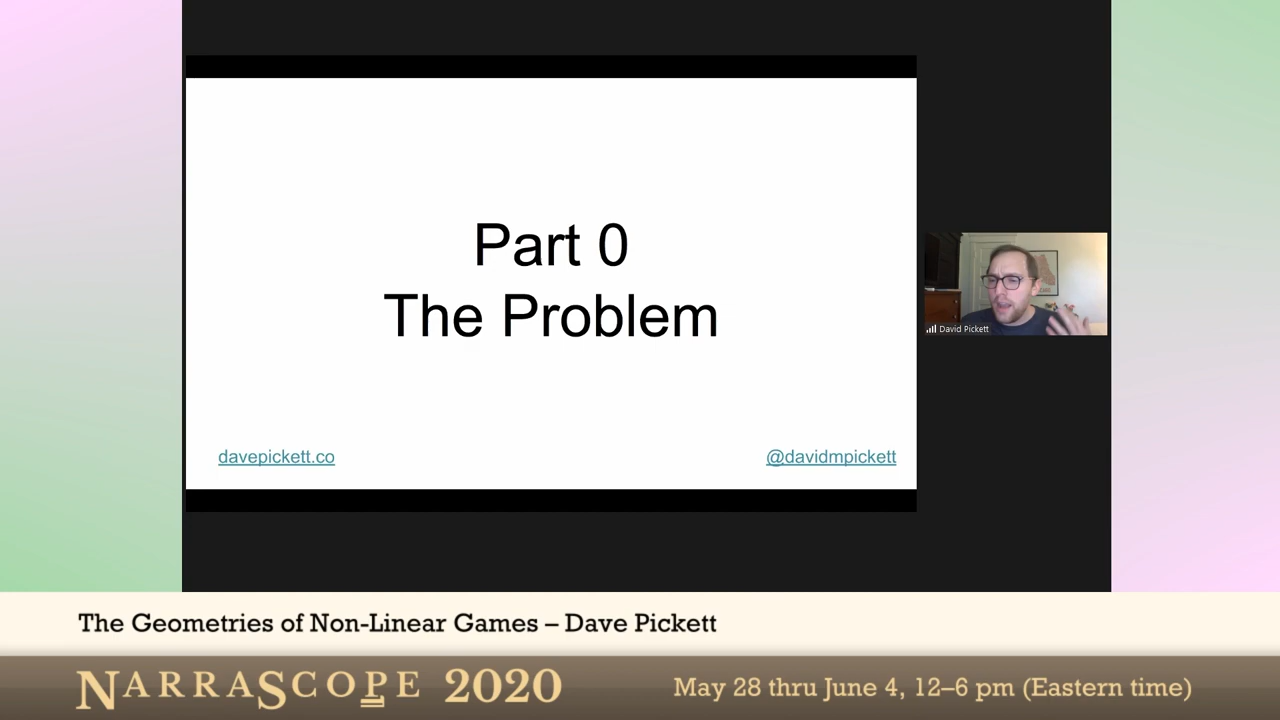 Part 0
The Problem
davepickett.co
@davidmpickett
David Pickett
The Geometries of Non-Linear Games – Dave Pickett
NARRASCOPE 2020
May 28 thru June 4, 12–6 pm (Eastern time)